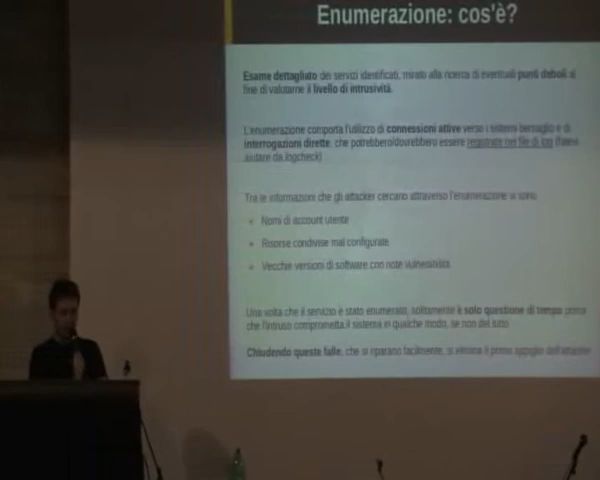 Enumerazione: cos'è?
Esame dettagliato dei servizi identificati, mirato alla ricerca di eventuali punti deboli al
fine di valutarne il livello di intrusività.
L'enumerazione comporta l'utilizzo di connessioni attive verso i sistemi bersaglio e di
interrogazioni dirette, che potrebbero/dovrebbero essere registrate nei file di log
aiutare da logcheck)
Tra le informazioni che gli attacker cercano attraverso l'enumerazione vi sono:
Nomi di account utente
Risorse condivise mal configurate
Vecchie versioni di software con note vulnerabilità
Una volta che il servizio è stato enumerato, solitamente è solo questione di tempo prima
che l'intruso comprometta il sistema in qualche modo, se non del tutto
Chiudendo queste falle, che si riparano facilmente, si elimina il primo appiglio dell'attacker